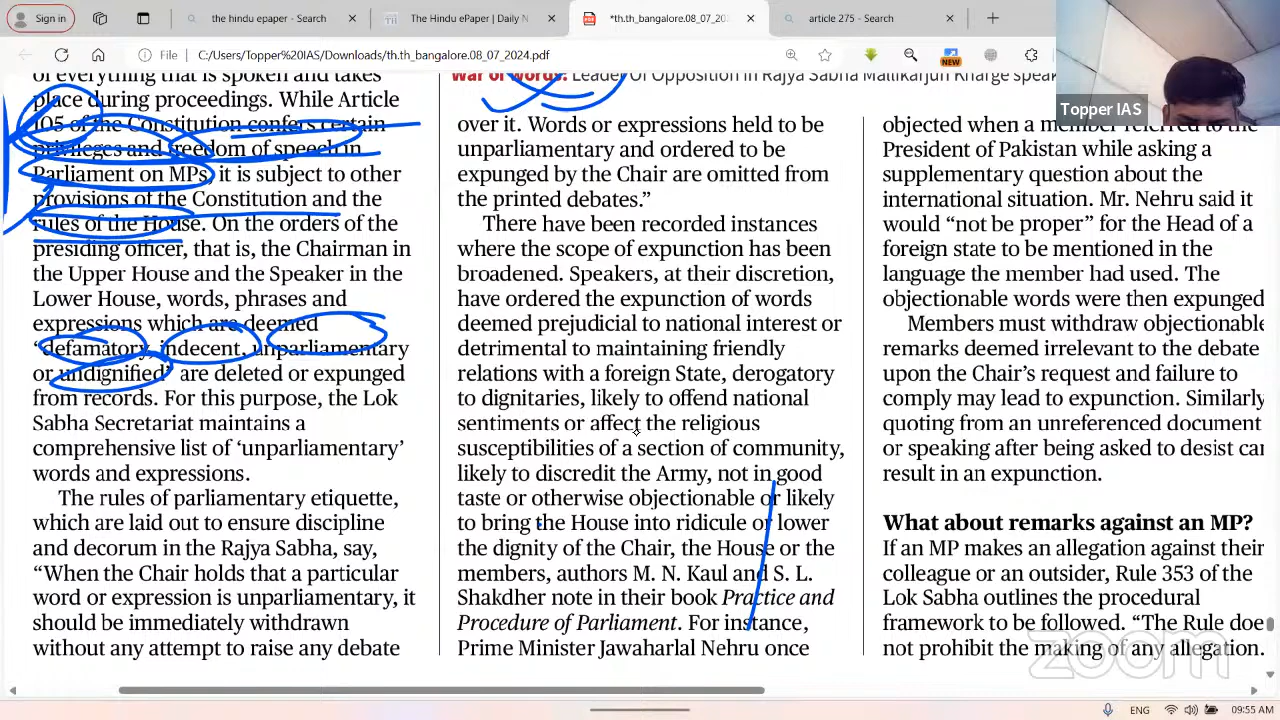 Sign in
the hindu epaper - Search
The Hindu ePaper | Daily N
*th.th_bangalore.08_07_202
article 275 - Search
File
C:/Users/Topper%20IAS/Downloads/th.th_bangalore.08_07_2024.pdf
NEW
Topper IAS
of everything that is spoken and takes
place during proceedings. While Article
105 of the Constitution confers certain
privileges and freedom of speech in
Parliament on MPs, it is subject to other
provisions of the Constitution and the
rules of the House. On the orders of the
presiding officer, that is, the Chairman in
the Upper House and the Speaker in the
Lower House, words, phrases and
expressions which are deemed
‘defamatory, indecent, unparliamentary
or undignified’ are deleted or expunged
from records. For this purpose, the Lok
Sabha Secretariat maintains a
comprehensive list of ‘unparliamentary’
words and expressions.
The rules of parliamentary etiquette,
which are laid out to ensure discipline
and decorum in the Rajya Sabha, say,
“When the Chair holds that a particular
word or expression is unparliamentary, it
should be immediately withdrawn
without any attempt to raise any debate
War of words: Leader Of Opposition in Rajya Sabha Mallikarjun Kharge speak
over it. Words or expressions held to be
unparliamentary and ordered to be
expunged by the Chair are omitted from
the printed debates.”
There have been recorded instances
where the scope of expunction has been
broadened. Speakers, at their discretion,
have ordered the expunction of words
deemed prejudicial to national interest or
detrimental to maintaining friendly
relations with a foreign State, derogatory
to dignitaries, likely to offend national
sentiments or affect the religious
susceptibilities of a section of community,
likely to discredit the Army, not in good
taste or otherwise objectionable or likely
to bring the House into ridicule or lower
the dignity of the Chair, the House or the
members, authors M. N. Kaul and S. L.
Shakdher note in their book Practice and
Procedure of Parliament. For instance,
Prime Minister Jawaharlal Nehru once
objected when a member referred to the
President of Pakistan while asking a
supplementary question about the
international situation. Mr. Nehru said it
would “not be proper” for the Head of a
foreign state to be mentioned in the
language the member had used. The
objectionable words were then expunged
Members must withdraw objectionable
remarks deemed irrelevant to the debate
upon the Chair’s request and failure to
comply may lead to expunction. Similarly
quoting from an unreferenced document
or speaking after being asked to desist can
result in an expunction.
What about remarks against an MP?
If an MP makes an allegation against their
colleague or an outsider, Rule 353 of the
Lok Sabha outlines the procedural
framework to be followed. “The Rule doe
not prohibit the making of any allegation.
zoom
ENG
09:55 AM